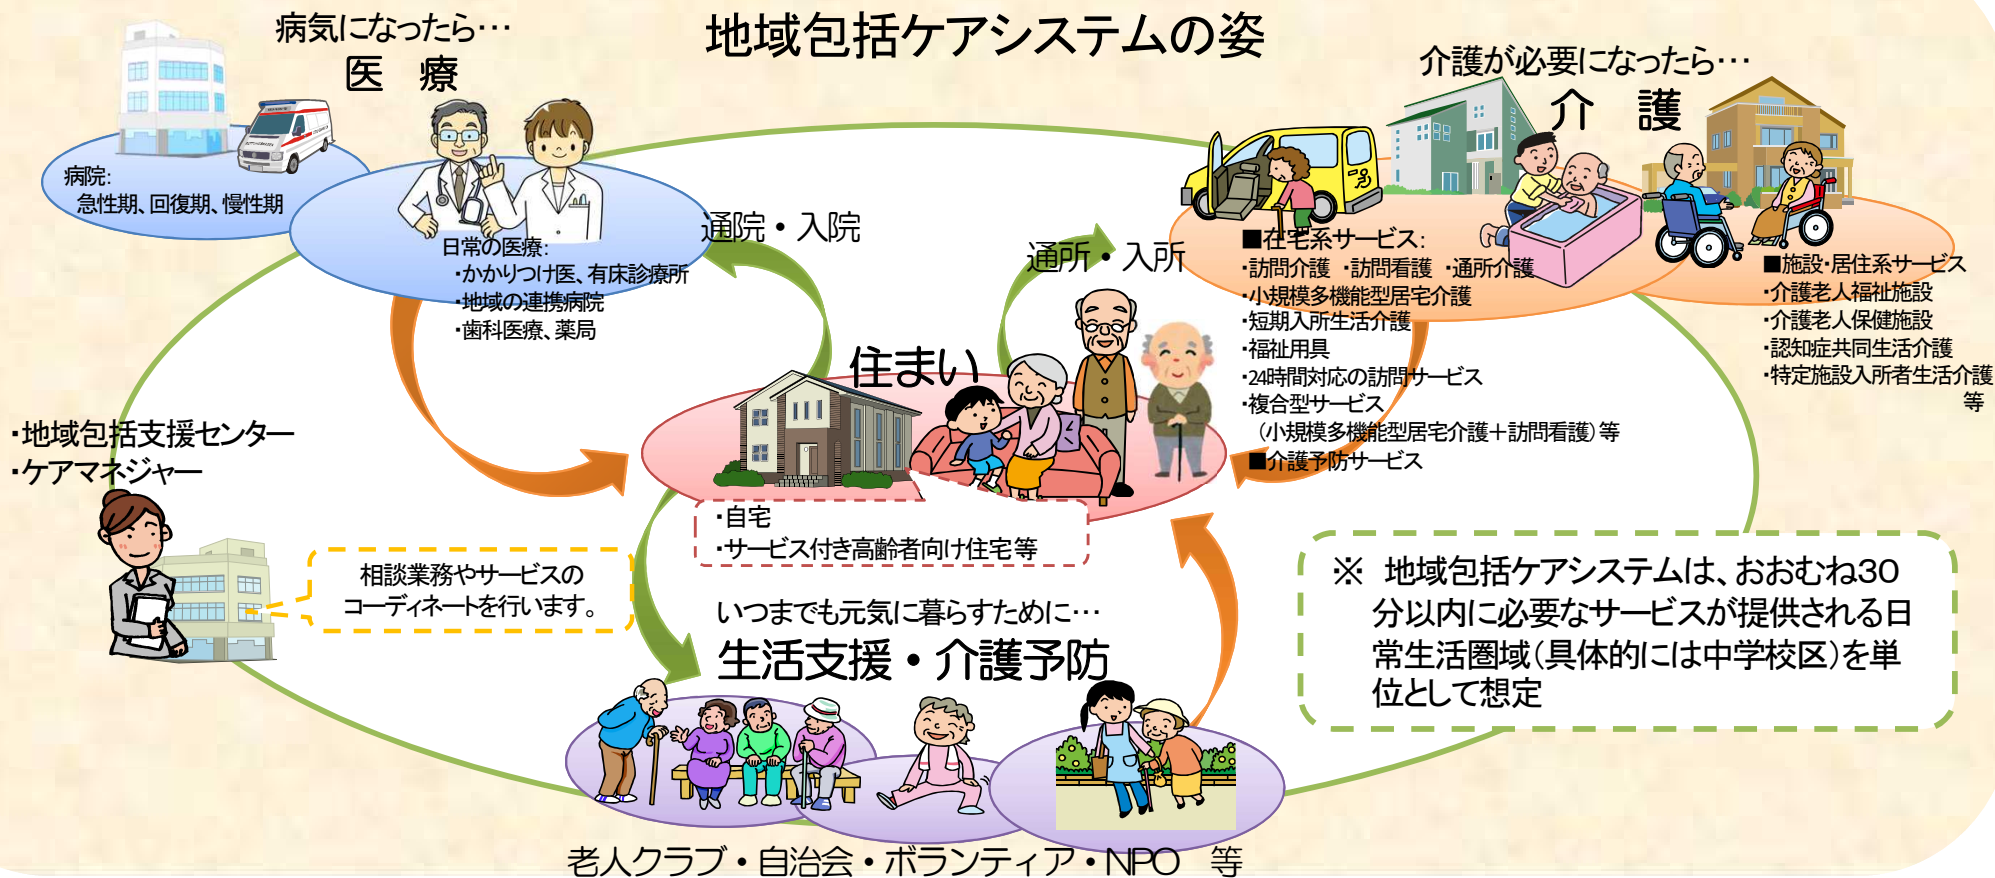 地域包括ケアシステムの姿
病気になったら…
医 療
病院:
急性期、回復期、慢性期
日常の医療:
・かかりつけ医、有床診療所
・地域の連携病院
・歯科医療、薬局
通院・入院
通所・入所
介護が必要になったら…
介 護
■在宅系サービス:
・訪問介護 ・訪問看護 ・通所介護
・小規模多機能型居宅介護
・短期入所生活介護
・福祉用具
・24時間対応の訪問サービス
・複合型サービス
(小規模多機能型居宅介護+訪問看護)等
■介護予防サービス
■施設・居住系サービス
・介護老人福祉施設
・介護老人保健施設
・認知症共同生活介護
・特定施設入所者生活介護
等
住まい
・自宅
・サービス付き高齢者向け住宅等
・地域包括支援センター
・ケアマネジャー
相談業務やサービスの
コーディネートを行います。
いつまでも元気に暮らすために…
生活支援・介護予防
老人クラブ・自治会・ボランティア・NPO 等
※ 地域包括ケアシステムは、おおむね30
分以内に必要なサービスが提供される日
常生活圏域(具体的には中学校区)を単
位として想定